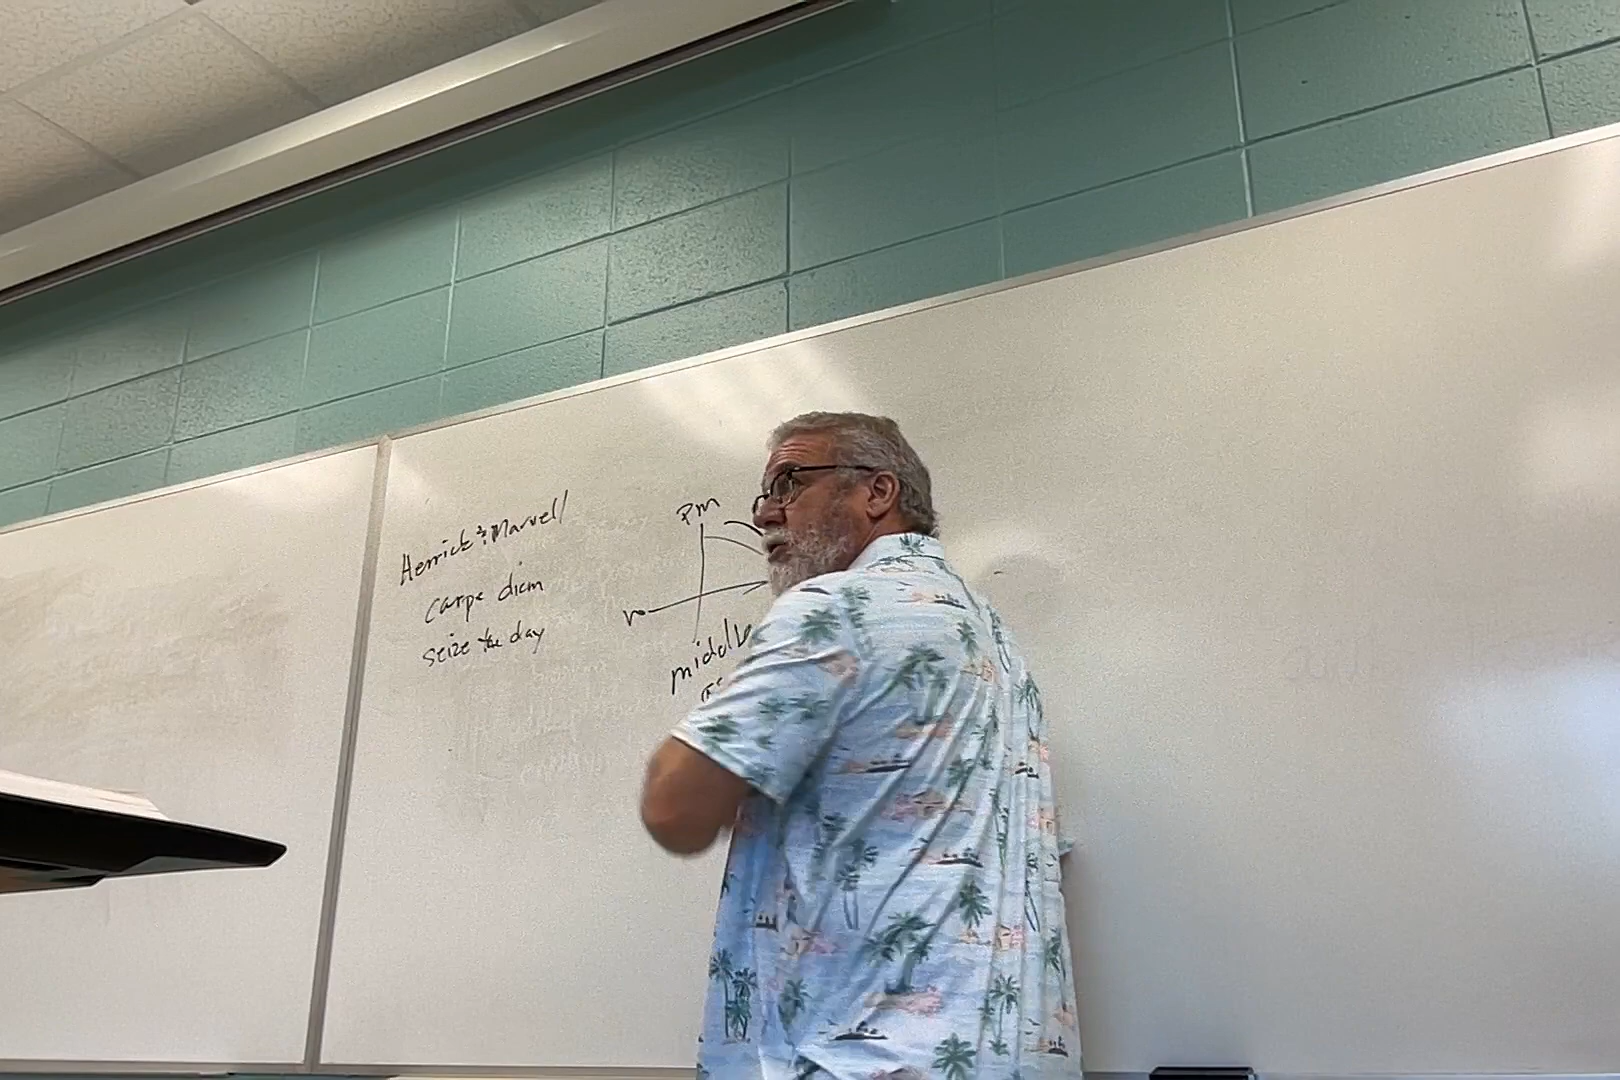 Herrick & Marvell
carpe diem
seize the day
PM
middle